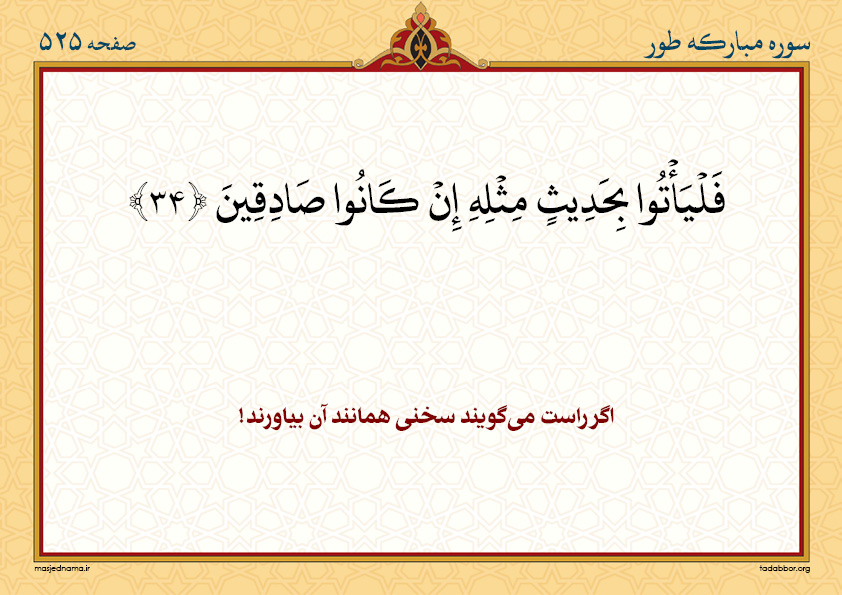 سوره مبارکه طور
صفحه ۵۲۵
فَلْيَأْتُوا بِحَدِيثٍ مِثْلِهِ إِنْ كَانُوا صَادِقِينَ ﴿۳۴﴾
اگر راست می‌گویند سخنی همانند آن بیاورند!
masjednama.ir
tadabbor.org